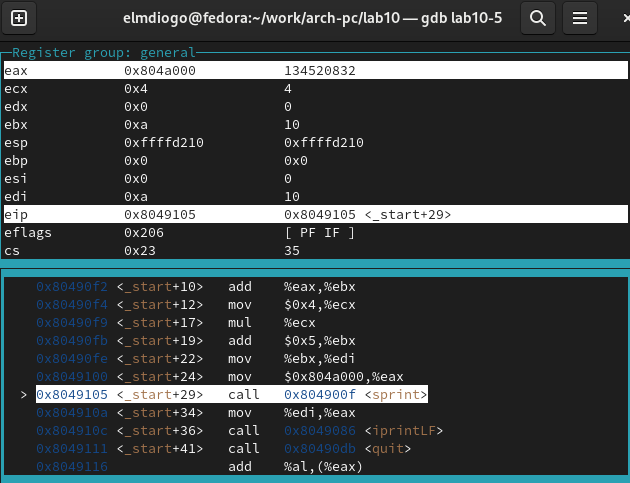 elmdiogo@fedora:~/work/arch-pc/lab10 — gdb lab10-5
Register group: general
eax 0x804a000 134520832
ecx 0x4 4
edx 0x0 0
ebx 0xa 10
esp 0xffffd210 0xffffd210
ebp 0x0 0x0
esi 0x0 0
edi 0xa 10
eip 0x8049105 0x8049105 <_start+29>
eflags 0x206 [ PF IF ]
cs 0x23 35
0x80490f2 <_start+10> add %eax,%ebx
0x80490f4 <_start+12> mov $0x4,%ecx
0x80490f9 <_start+17> mul %ecx
0x80490fb <_start+19> add $0x5,%ebx
0x80490fe <_start+22> mov %ebx,%edi
0x8049100 <_start+24> mov $0x804a000,%eax
> 0x8049105 <_start+29> call 0x804900f <sprint>
0x804910a <_start+34> mov %edi,%eax
0x804910c <_start+36> call 0x8049086 <iprintLF>
0x8049111 <_start+41> call 0x80490db <quit>
0x8049116 add %al,(%eax)